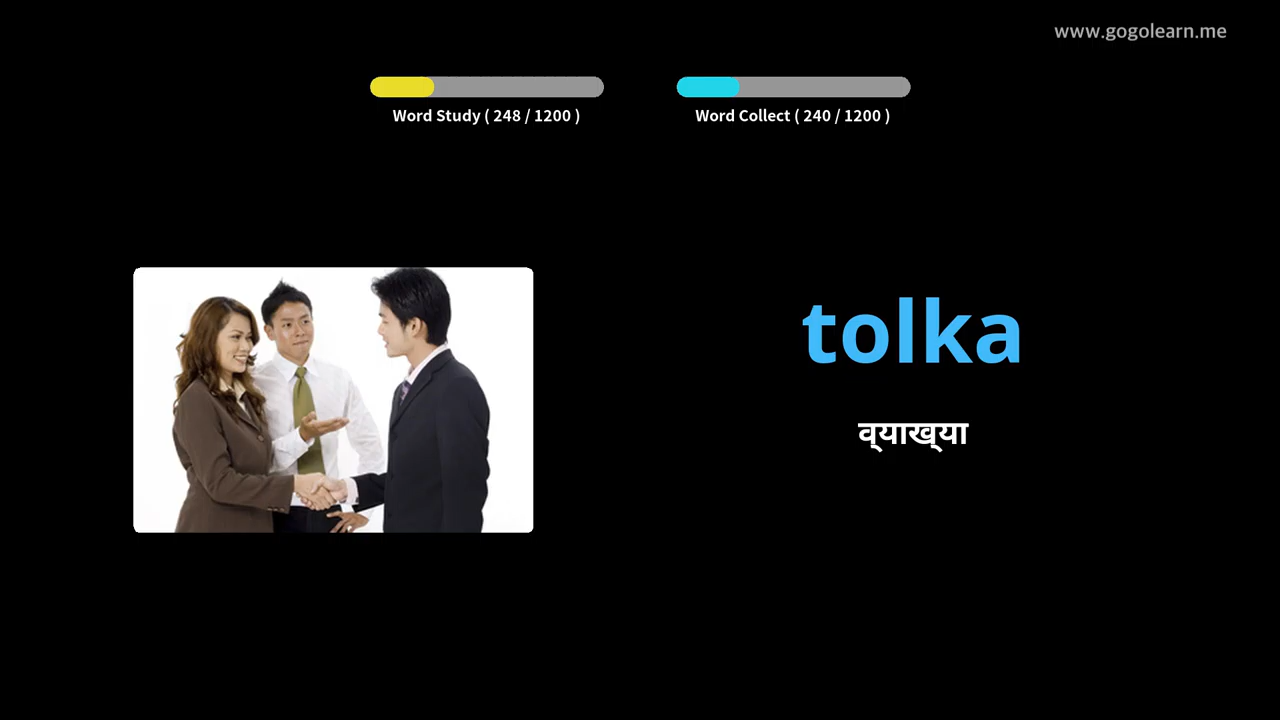 www.gogolearn.me
Word Study ( 248 / 1200 )
Word Collect ( 240 / 1200 )
tolka
व्याख्या